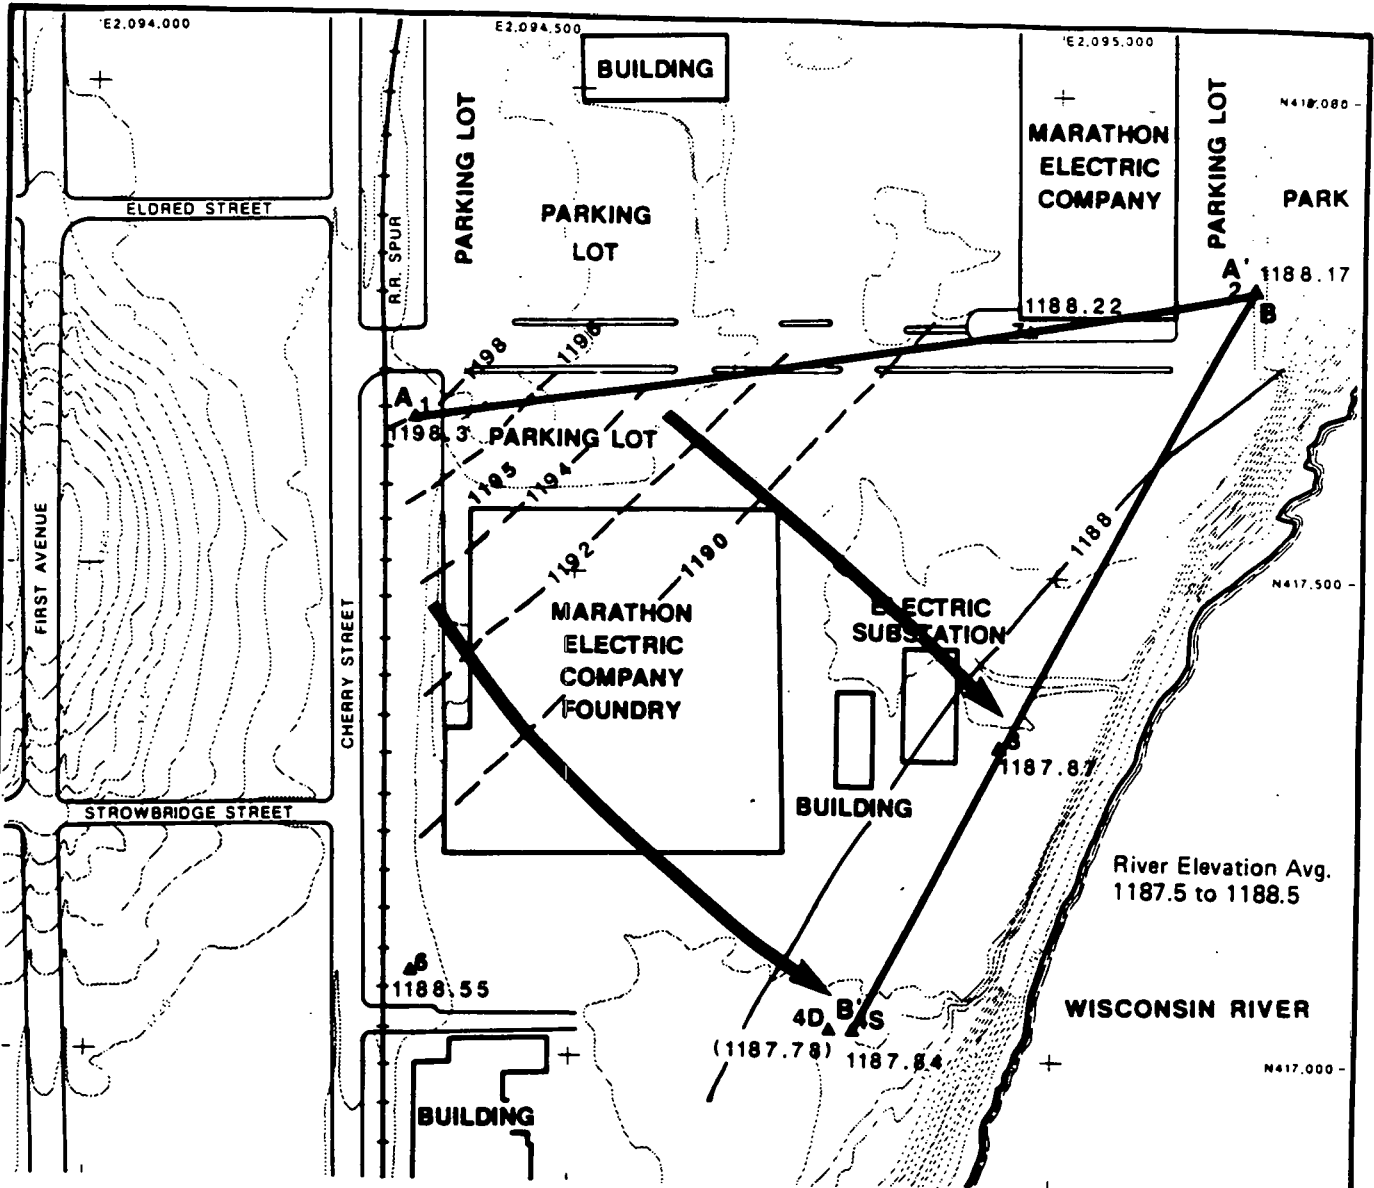 E2,094,000
E2,094,500
E2,095,000
BUILDING
PARKING LOT
PARKING LOT
N418,000
MARATHON
ELECTRIC
COMPANY
PARK
ELDRED STREET
PARKING
LOT
R.R. SPUR
A'
1188.17
2
B
1188.22
1198
1196
A
1
1198.3
PARKING LOT
1195
1194
1192
1190
1188
FIRST AVENUE
N417,500
MARATHON
ELECTRIC
COMPANY
FOUNDRY
ELECTRIC
SUBSTATION
CHERRY STREET
1187.87
BUILDING
STROWBRIDGE STREET
River Elevation Avg.
1187.5 to 1188.5
1188.55
WISCONSIN RIVER
4D
B'
4S
(1187.78)
1187.84
N417,000
BUILDING